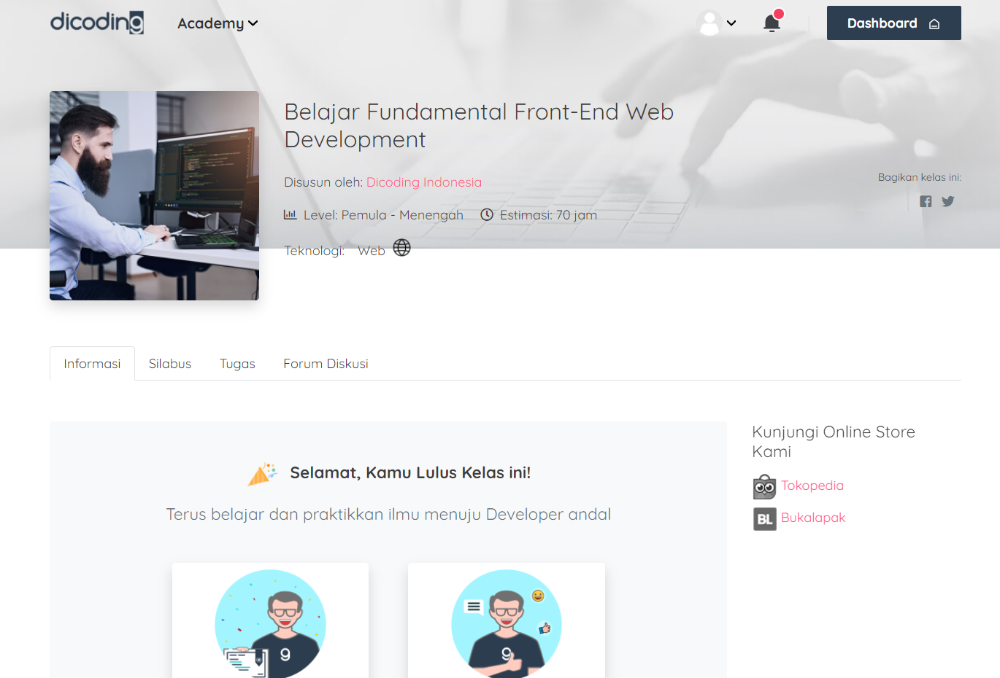 dicoding
Academy
Dashboard
Belajar Fundamental Front-End Web
Development
Disusun oleh: Dicoding Indonesia
Bagikan kelas ini:
Level: Pemula - Menengah
Estimasi: 70 jam
Teknologi: Web
Informasi
Silabus
Tugas
Forum Diskusi
Selamat, Kamu Lulus Kelas ini!
Terus belajar dan praktikkan ilmu menuju Developer andal
Kunjungi Online Store
Kami
Tokopedia
BL Bukalapak
9
9